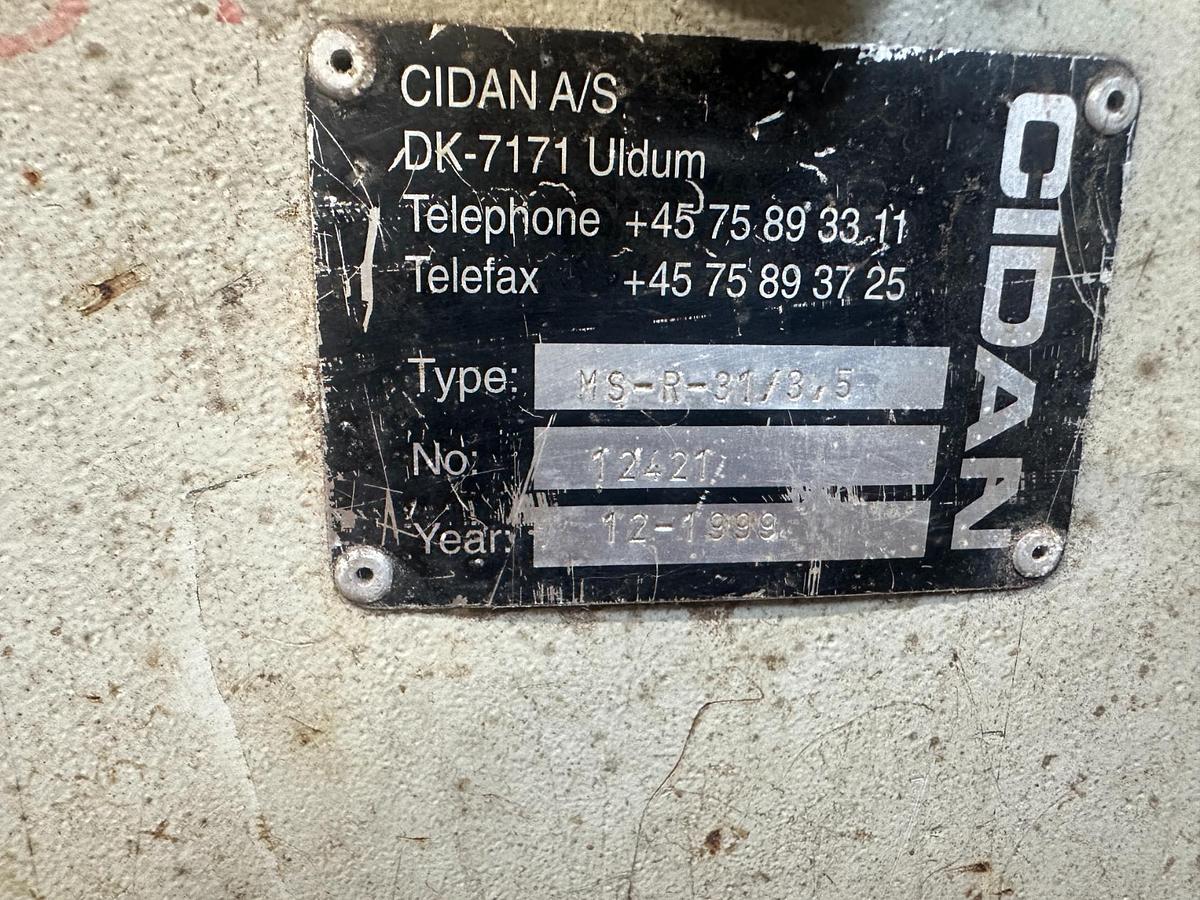 CIDAN A/S
DK-7171 Uldum
Telephone +45 75 89 33 11
Telefax +45 75 89 37 25
Type: MS-R-31/3,5
No: 12421
Year: 12-1999
CIDAN